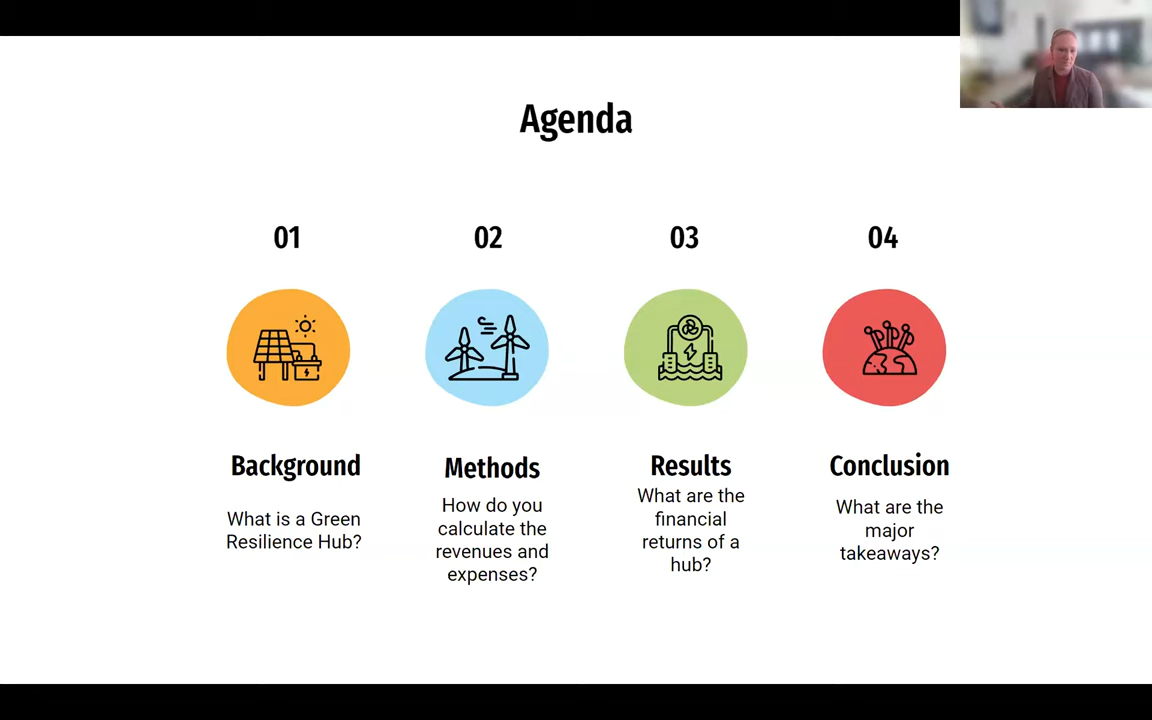 Agenda
01
02
03
04
Background
What is a Green
Resilience Hub?
Methods
How do you
calculate the
revenues and
expenses?
Results
What are the
financial
returns of a
hub?
Conclusion
What are the
major
takeaways?